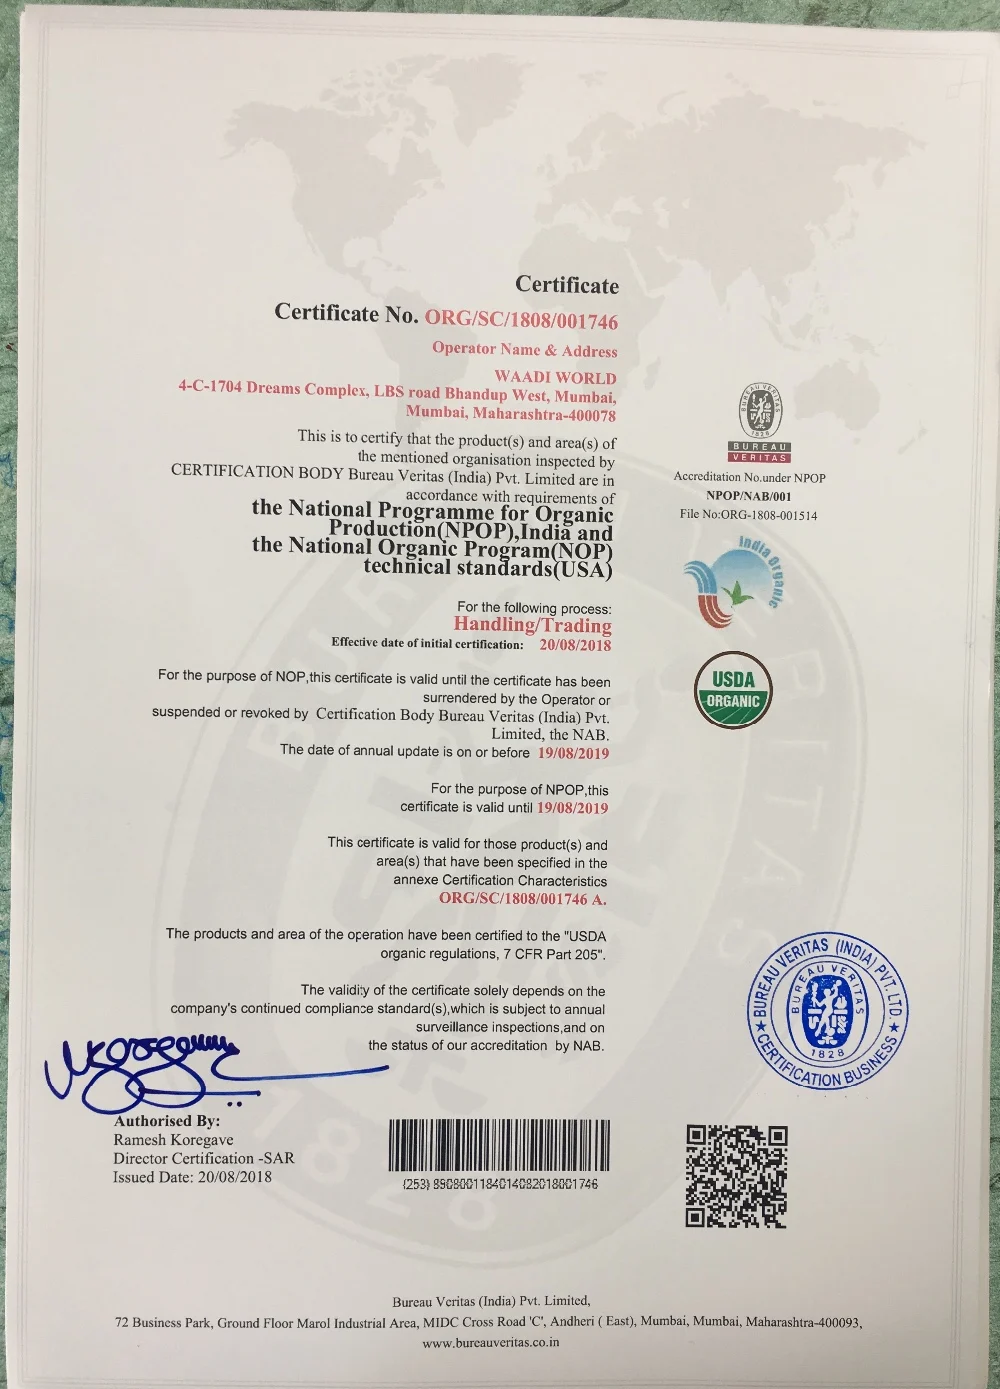 Certificate
Certificate No. ORG/SC/1808/001746
Operator Name & Address
WAADI WORLD
4-C-1704 Dreams Complex, LBS road Bhandup West, Mumbai,
Mumbai, Maharashtra-400078
This is to certify that the product(s) and area(s) of
the mentioned organisation inspected by
CERTIFICATION BODY Bureau Veritas (India) Pvt. Limited are in
accordance with requirements of
the National Programme for Organic
Production(NPOP),India and
the National Organic Program(NOP)
technical standards(USA)
For the following process:
Handling/Trading
Effective date of initial certification: 20/08/2018
For the purpose of NOP,this certificate is valid until the certificate has been
surrendered by the Operator or
suspended or revoked by Certification Body Bureau Veritas (India) Pvt.
Limited, the NAB.
The date of annual update is on or before 19/08/2019
For the purpose of NPOP,this
certificate is valid until 19/08/2019
This certificate is valid for those product(s) and
area(s) that have been specified in the
annexe Certification Characteristics
ORG/SC/1808/001746 A.
The products and area of the operation have been certified to the "USDA
organic regulations, 7 CFR Part 205".
The validity of the certificate solely depends on the
company's continued compliance standard(s),which is subject to annual
surveillance inspections,and on
the status of our accreditation by NAB.
BUREAU VERITAS
1828
BUREAU
VERITAS
Accreditation No.under NPOP
NPOP/NAB/001
File No:ORG-1808-001514
India Organic
USDA
ORGANIC
BUREAU VERITAS (INDIA) PVT. LTD.
BUREAU VERITAS
1828
★ CERTIFICATION BUSINESS ★
Authorised By:
Ramesh Koregave
Director Certification -SAR
Issued Date: 20/08/2018
(253) 8908001184014082018001746
BUREAU VERITAS
1828
Bureau Veritas (India) Pvt. Limited,
72 Business Park, Ground Floor Marol Industrial Area, MIDC Cross Road 'C', Andheri ( East), Mumbai, Mumbai, Maharashtra-400093,
www.bureauveritas.co.in